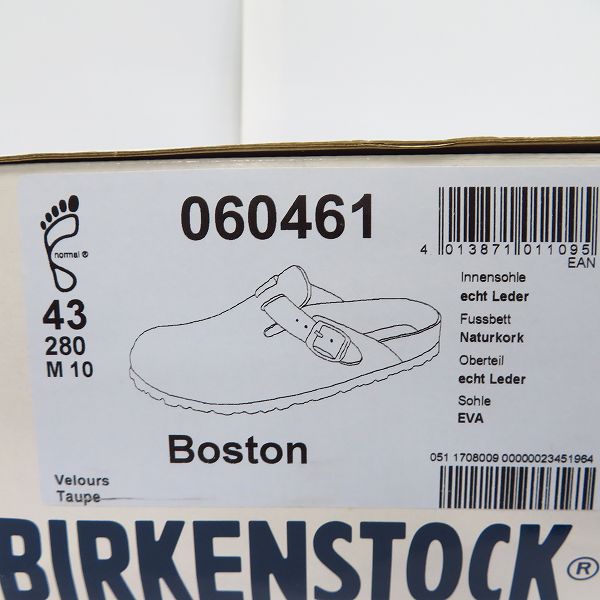 060461
normal ®
43
280
M 10
4 013871 011095
EAN
Innensohle
echt Leder
Fussbett
Naturkork
Oberteil
echt Leder
Sohle
EVA
Boston
051 1708009 00000023451964
Velours
Taupe
BIRKENSTOCK®